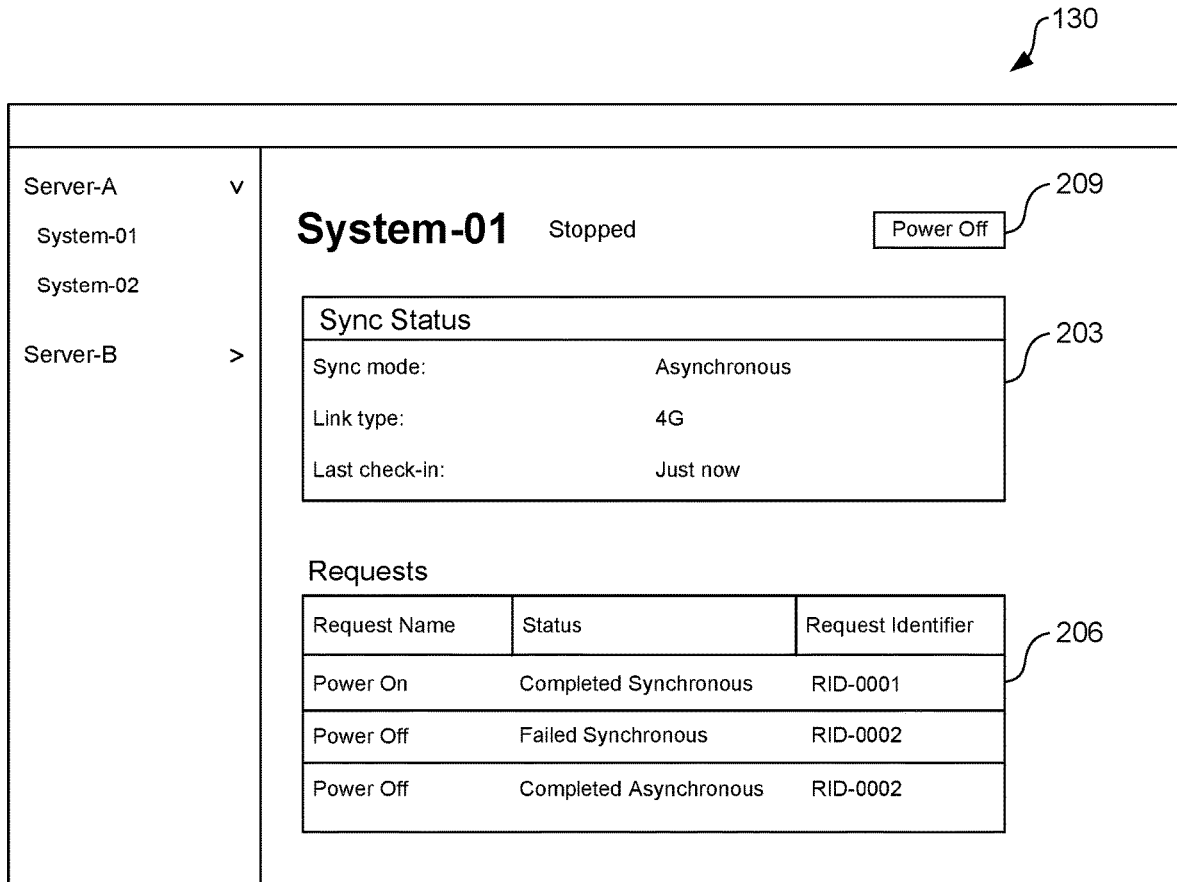 130
Server-A v
System-01
System-02
Server-B >
System-01 Stopped Power Off 209
Sync Status
203
Sync mode: Asynchronous
Link type: 4G
Last check-in: Just now
Requests
Request Name Status Request Identifier
206
Power On Completed Synchronous RID-0001
Power Off Failed Synchronous RID-0002
Power Off Completed Asynchronous RID-0002